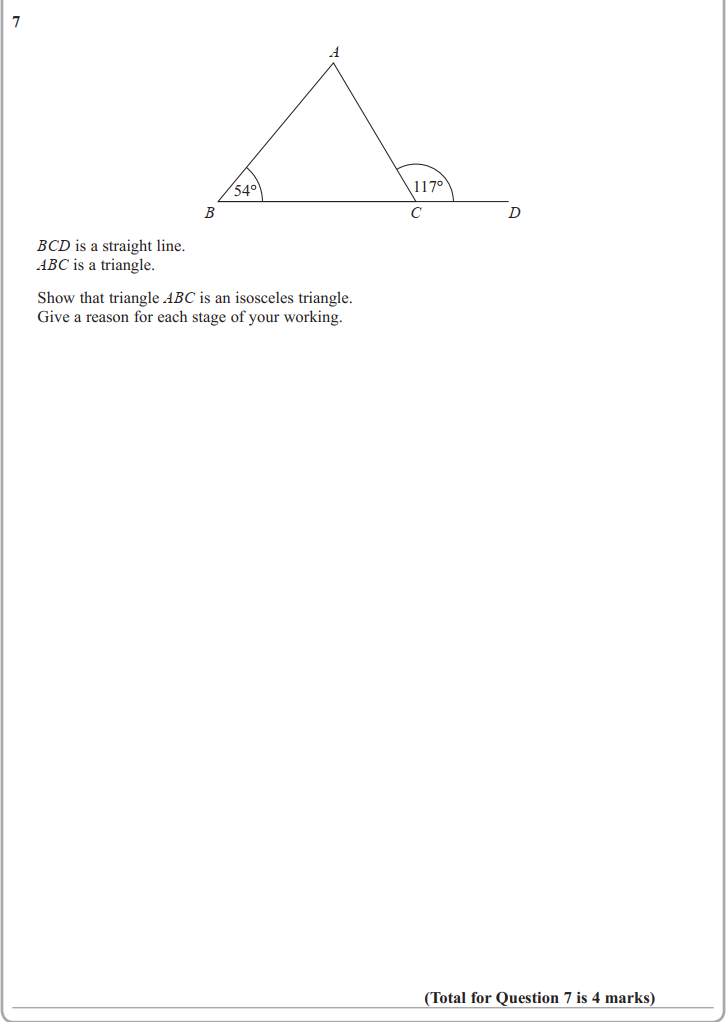 7
A
54°
117°
B
C
D
BCD is a straight line.
ABC is a triangle.
Show that triangle ABC is an isosceles triangle.
Give a reason for each stage of your working.
(Total for Question 7 is 4 marks)